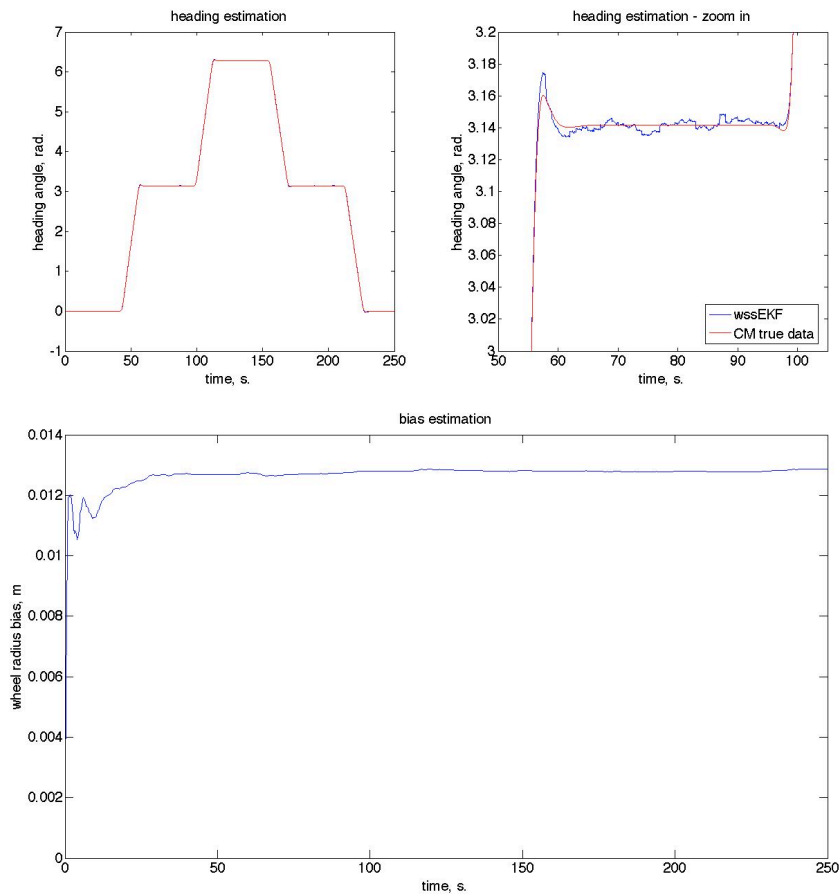 heading estimation
7
6
5
4
3
2
1
0
-1
heading angle, rad.
0 50 100 150 200 250
time, s.
heading estimation - zoom in
3.2
3.18
3.16
3.14
3.12
3.1
3.08
3.06
3.04
3.02
3
heading angle, rad.
wssEKF
CM true data
50 60 70 80 90 100
time, s.
bias estimation
0.014
0.012
0.01
0.008
0.006
0.004
0.002
0
wheel radius bias, m
0 50 100 150 200 250
time, s.